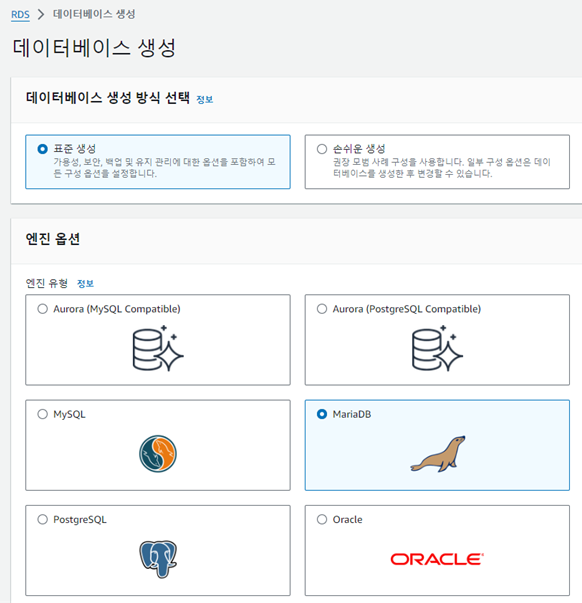 RDS > 데이터베이스 생성
데이터베이스 생성
데이터베이스 생성 방식 선택 정보
표준 생성
가용성, 보안, 백업 및 유지 관리에 대한 옵션을 포함하여 모
든 구성 옵션을 설정합니다.
손쉬운 생성
권장 모범 사례 구성을 사용합니다. 일부 구성 옵션은 데이
터베이스를 생성한 후 변경할 수 있습니다.
엔진 옵션
엔진 유형 정보
Aurora (MySQL Compatible)
Aurora (PostgreSQL Compatible)
MySQL
MariaDB
PostgreSQL
Oracle
ORACLE